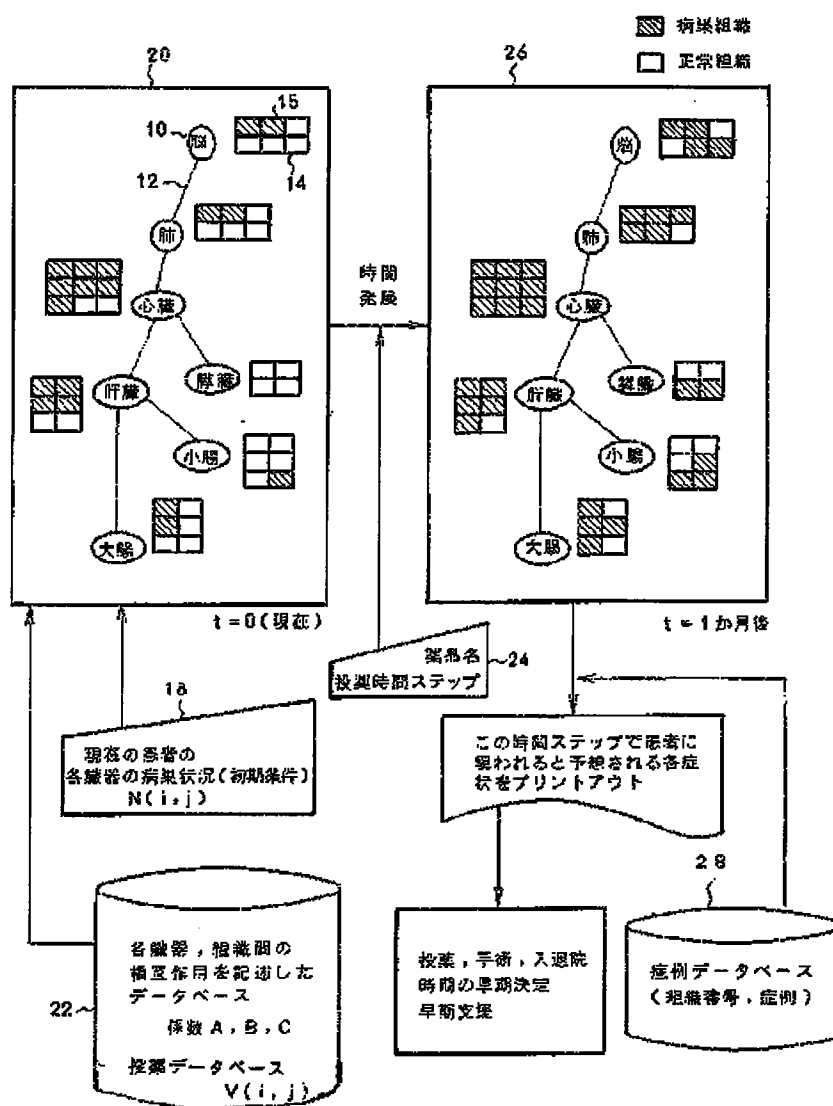 病巣組織
正常組織
20
26
15
10
脳
14
12
肺
心臓
肝臓
膵臓
小腸
大腸
脳
肺
心臓
肝臓
膵臓
小腸
大腸
時間
発展
t=0(現在)
t=1か月後
薬品名
投薬時間ステップ
24
18
現在の患者の
各臓器の病巣状況(初期条件)
N(i,j)
この時間ステップで患者に
現われると予想される各症
状をプリントアウト
28
22
各臓器,組織間の
相互作用を記述した
データベース
係数A,B,C
投薬データベース
V(i,j)
投薬,手術,入退院
時間の早期決定
早期支援
症例データベース
(組織番号,症例)